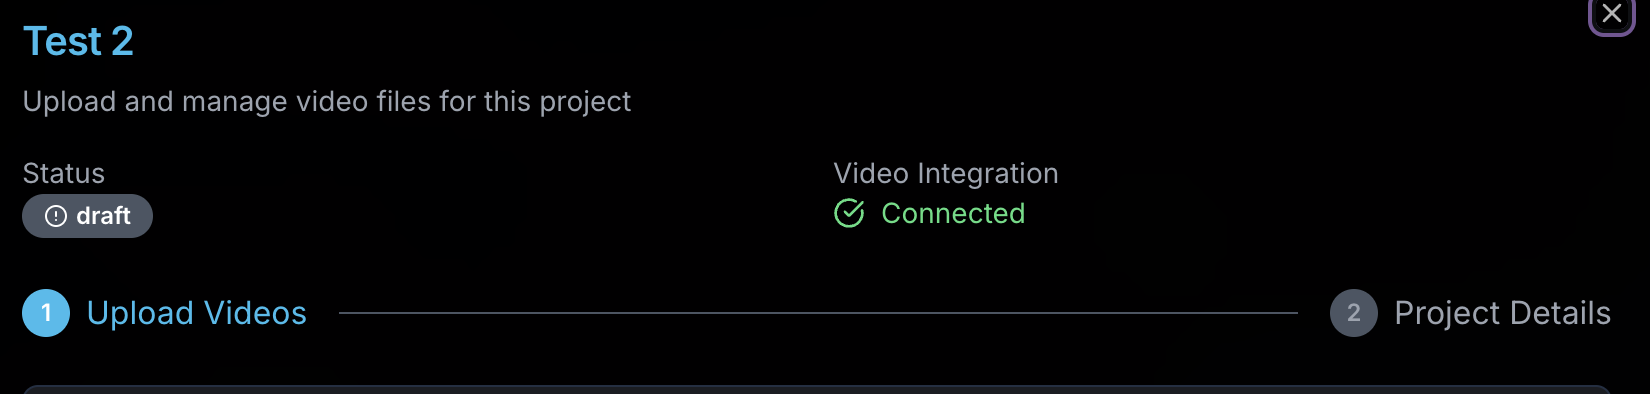 Test 2
Upload and manage video files for this project
Status
Video Integration
draft
Connected
1 Upload Videos
2 Project Details